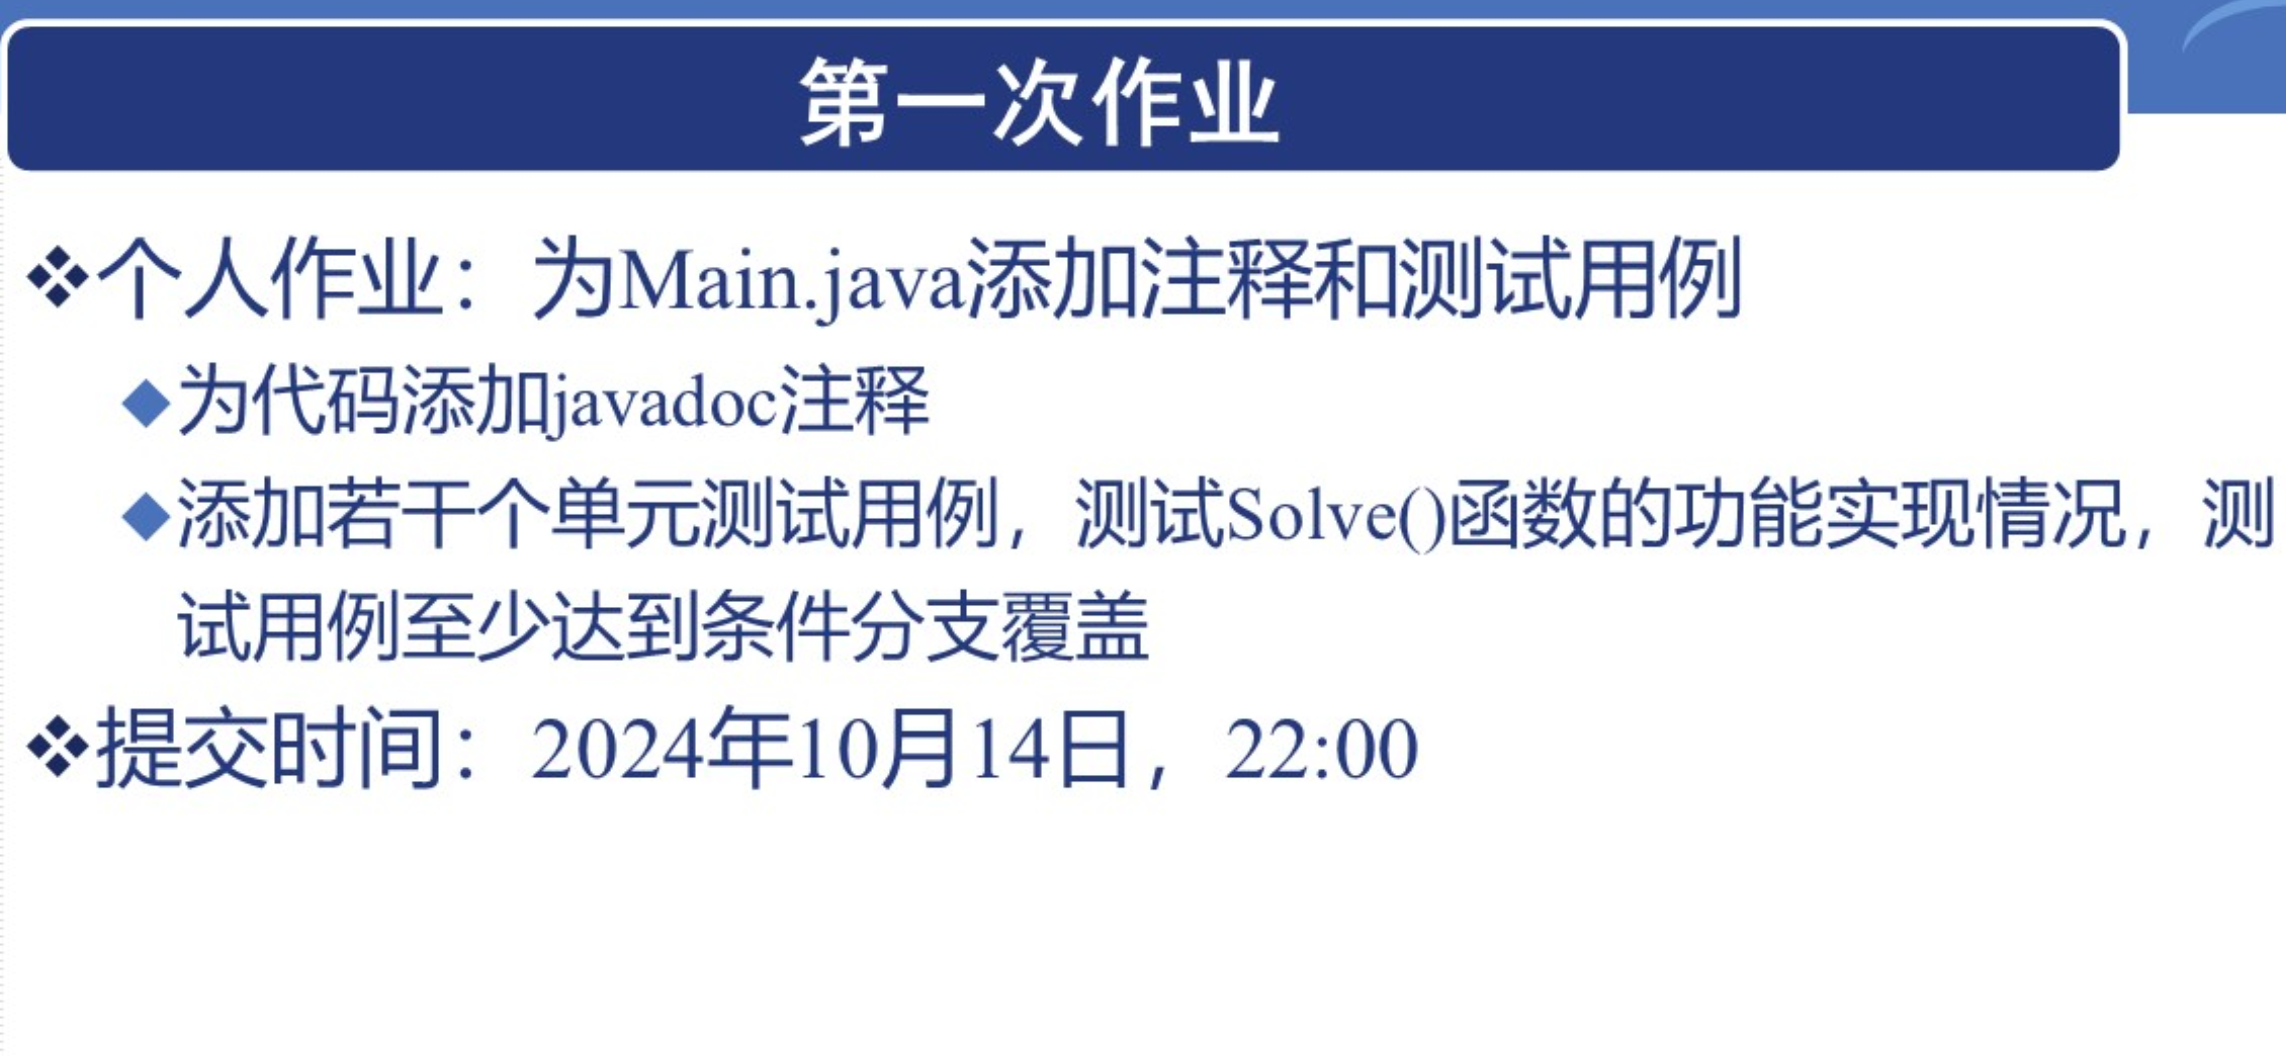 第一次作业
个人作业：为Main.java添加注释和测试用例
为代码添加javadoc注释
添加若干个单元测试用例，测试Solve()函数的功能实现情况，测
试用例至少达到条件分支覆盖
提交时间：2024年10月14日，22:00